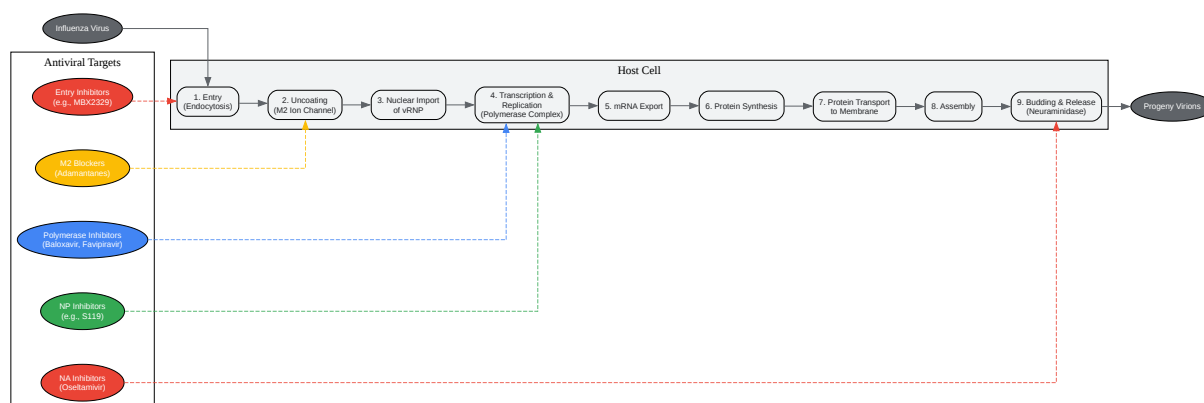 Influenza Virus
Antiviral Targets
Entry Inhibitors
(e.g., MBX2329)
M2 Blockers
(Adamantanes)
Polymerase Inhibitors
(Baloxavir, Favipiravir)
NP Inhibitors
(e.g., S119)
NA Inhibitors
(Oseltamivir)
Host Cell
1. Entry
(Endocytosis)
2. Uncoating
(M2 Ion Channel)
3. Nuclear Import
of vRNP
4. Transcription &
Replication
(Polymerase Complex)
5. mRNA Export
6. Protein Synthesis
7. Protein Transport
to Membrane
8. Assembly
9. Budding & Release
(Neuraminidase)
Progeny Virions